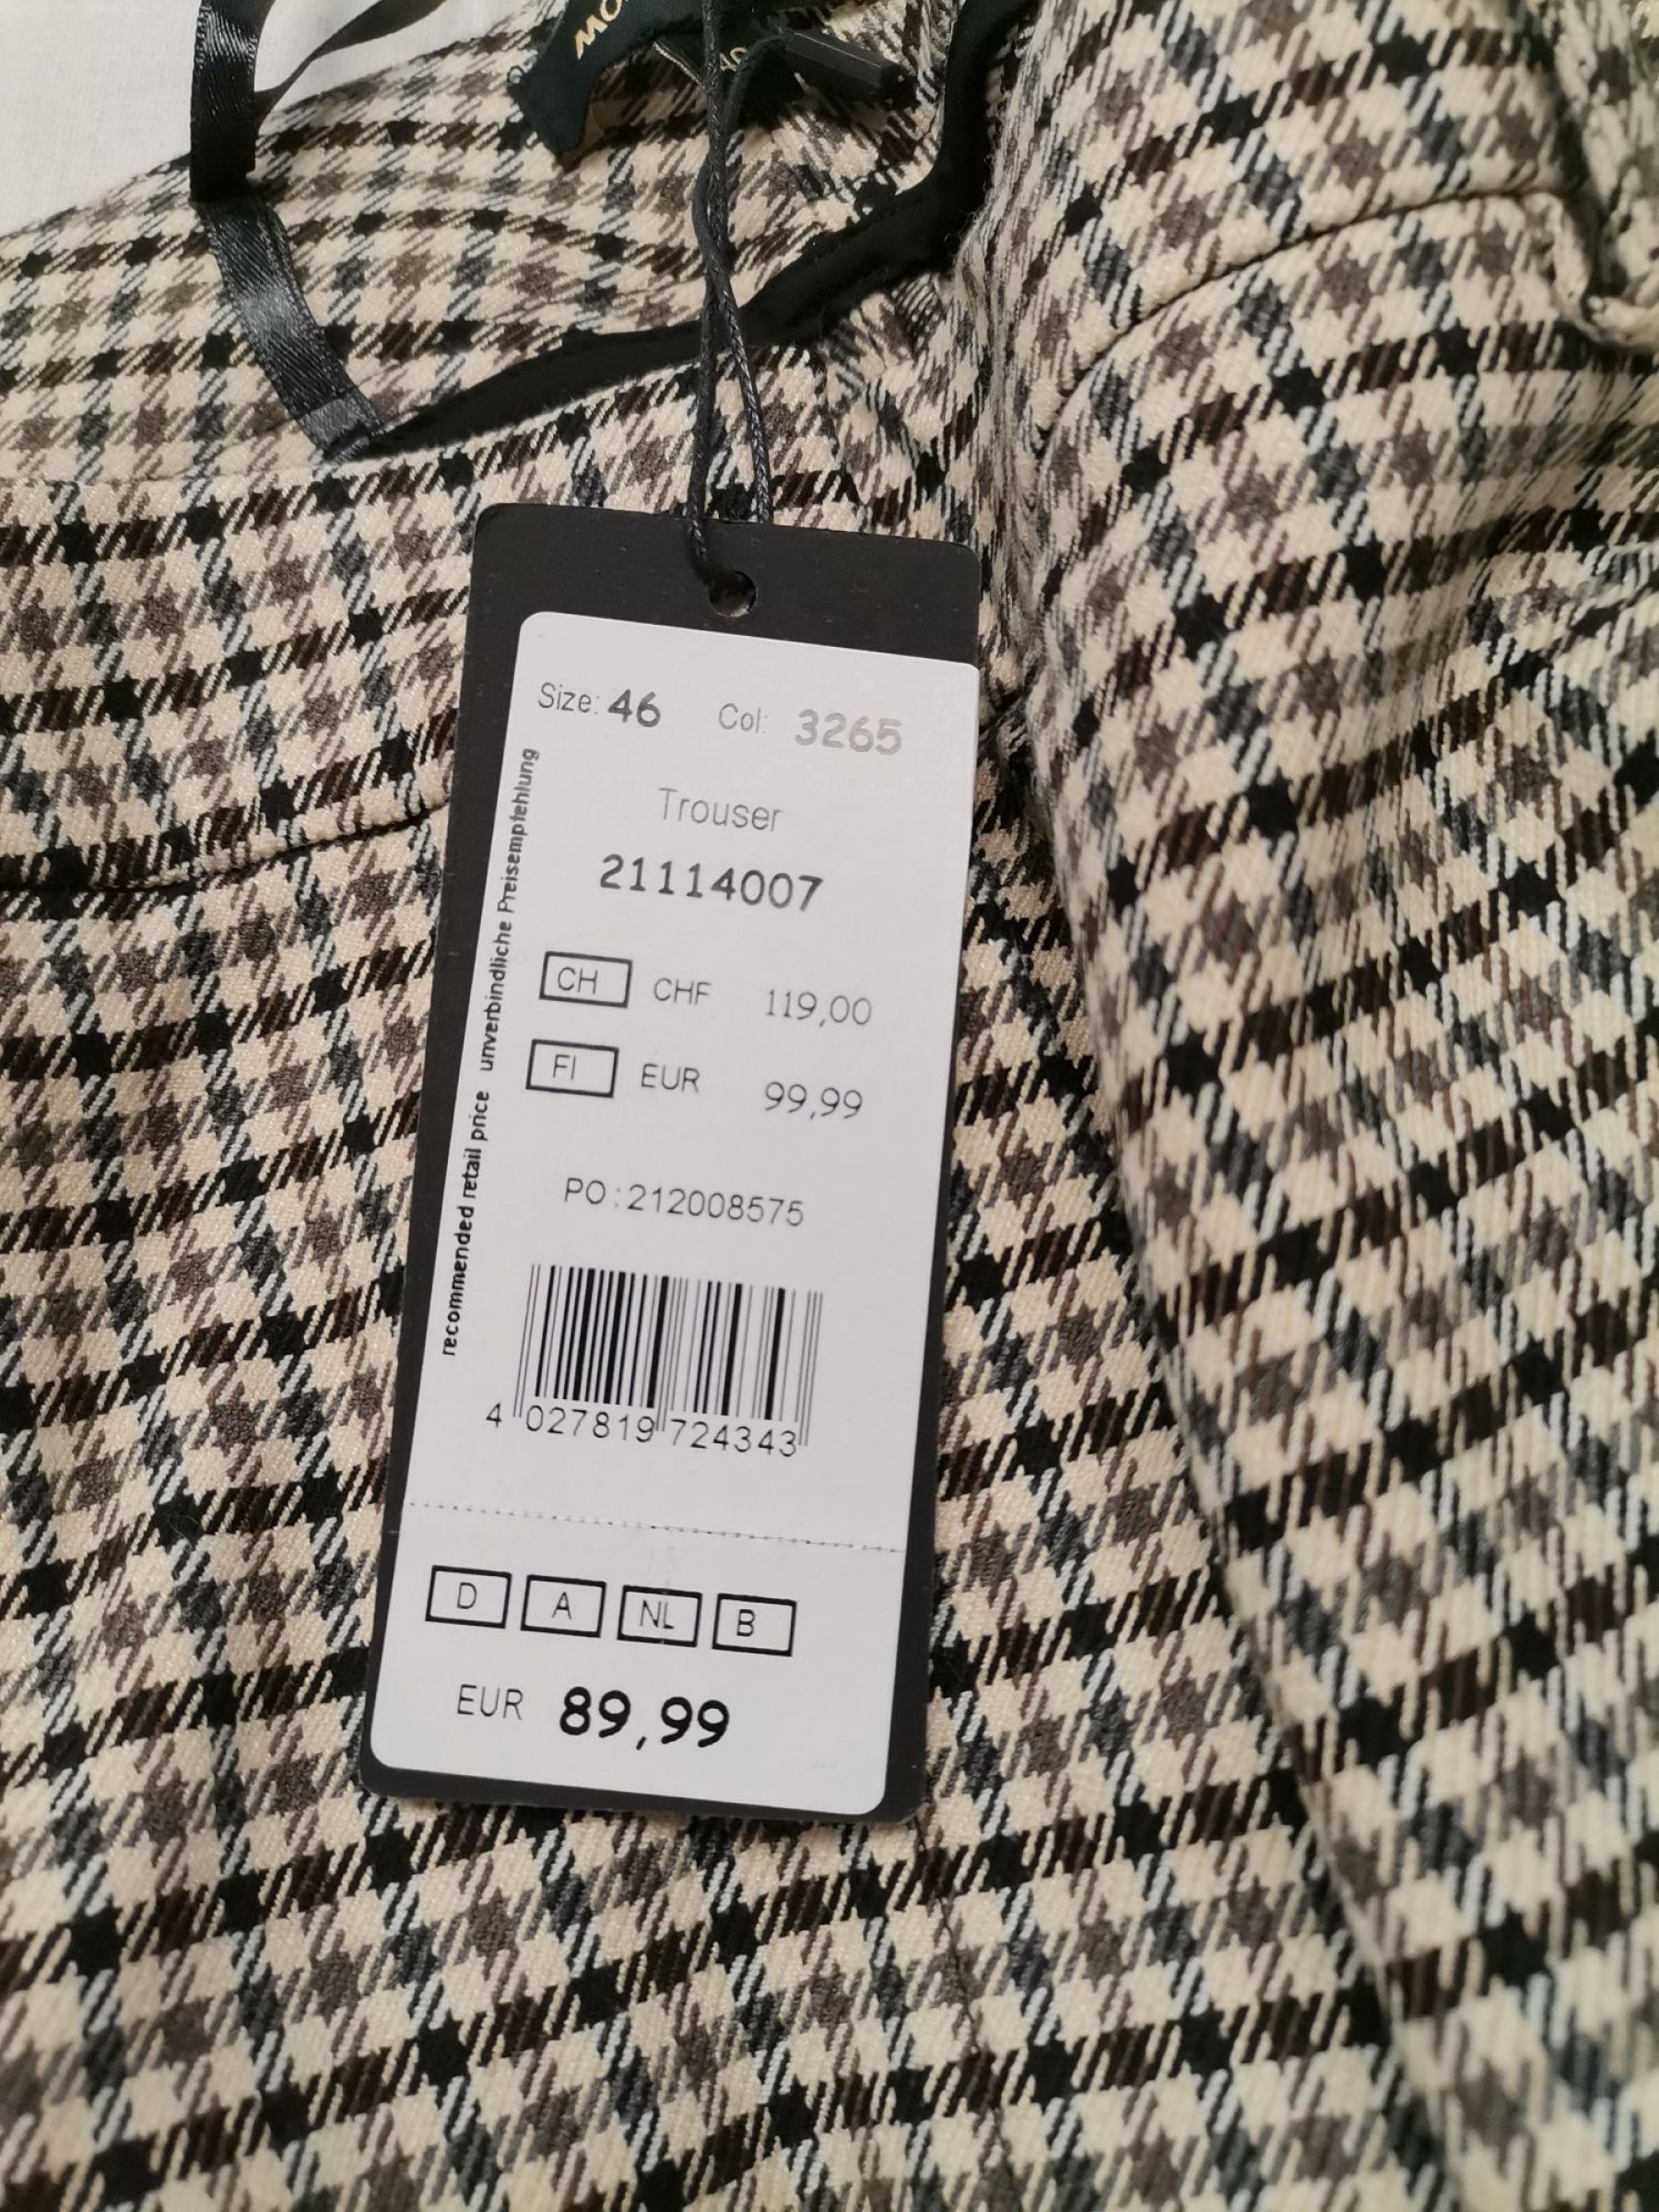 Size: 46 Col: 3265
Trouser
21114007
CH CHF 119,00
FI EUR 99,99
PO:212008575
recommended retail price unverbindliche Preisempfehlung
4 027819 724343
D A NL B
EUR 89,99